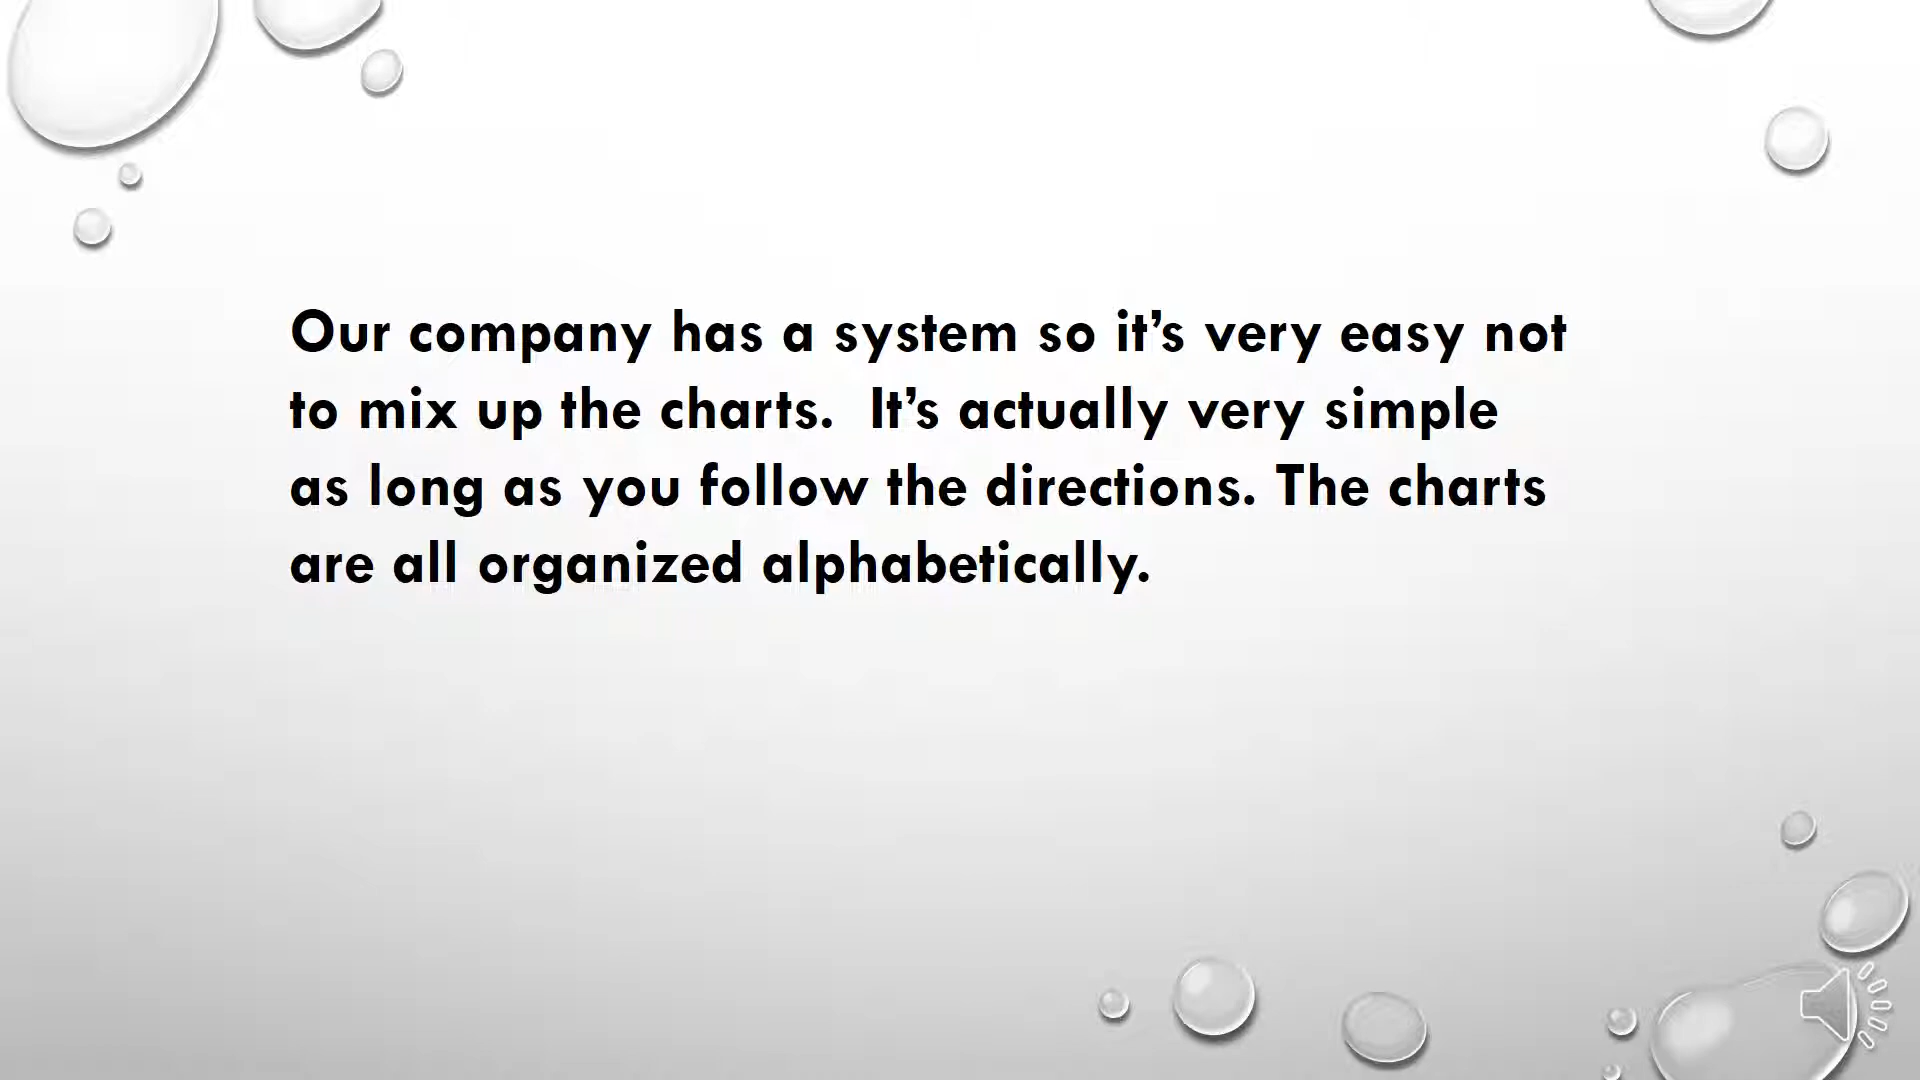 Our company has a system so it’s very easy not
to mix up the charts.  It’s actually very simple
as long as you follow the directions. The charts
are all organized alphabetically.